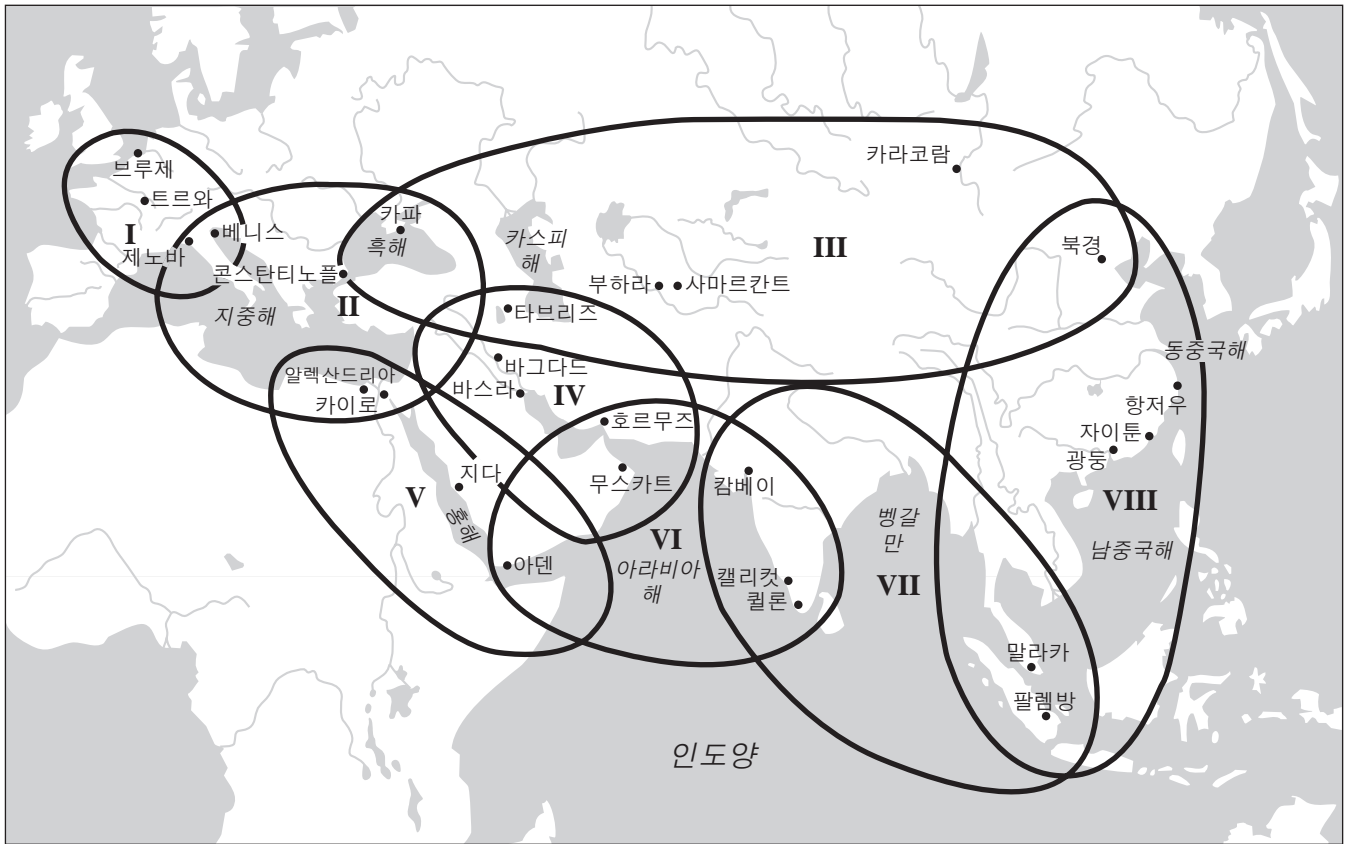 카라코람
브루제
트르와
I
베니스
제노바
카파
흑해
카스피
해
III
북경
콘스탄티노플
II
지중해
부하라
사마르칸트
타브리즈
동중국해
알렉산드리아
카이로
바그다드
바스라
IV
항저우
호르무즈
자이툰
광둥
지다
V
홍해
무스카트
캄베이
VIII
벵갈
만
남중국해
VI
아라비아
해
아덴
캘리컷
퀼론
VII
말라카
팔렘방
인도양